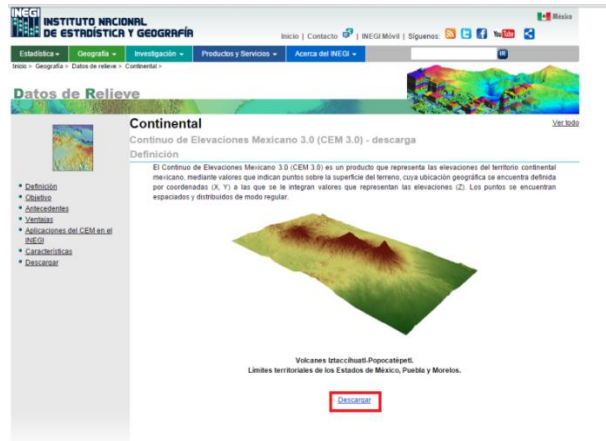 INEGI
INSTITUTO NACIONAL
DE ESTADÍSTICA Y GEOGRAFÍA
México
Inicio | Contacto | INEGI Móvil | Síguenos: You Tube
Estadística Geografía Investigación Productos y Servicios Acerca del INEGI
Inicio > Geografía > Datos de relieve > Continental >
Datos de Relieve
Continental
Ver todo
Continuo de Elevaciones Mexicano 3.0 (CEM 3.0) - descarga
Definición
El Continuo de Elevaciones Mexicano 3.0 (CEM 3.0) es un producto que representa las elevaciones del territorio continental
mexicano, mediante valores que indican puntos sobre la superficie del terreno, cuya ubicación geográfica se encuentra definida
por coordenadas (X, Y) a las que se le integran valores que representan las elevaciones (Z). Los puntos se encuentran
espaciados y distribuidos de modo regular.
Definición
Objetivo
Antecedentes
Ventajas
Aplicaciones del CEM en el
INEGI
Características
Descargar
Volcanes Iztaccíhuatl-Popocatépetl.
Límites territoriales de los Estados de México, Puebla y Morelos.
Descargar